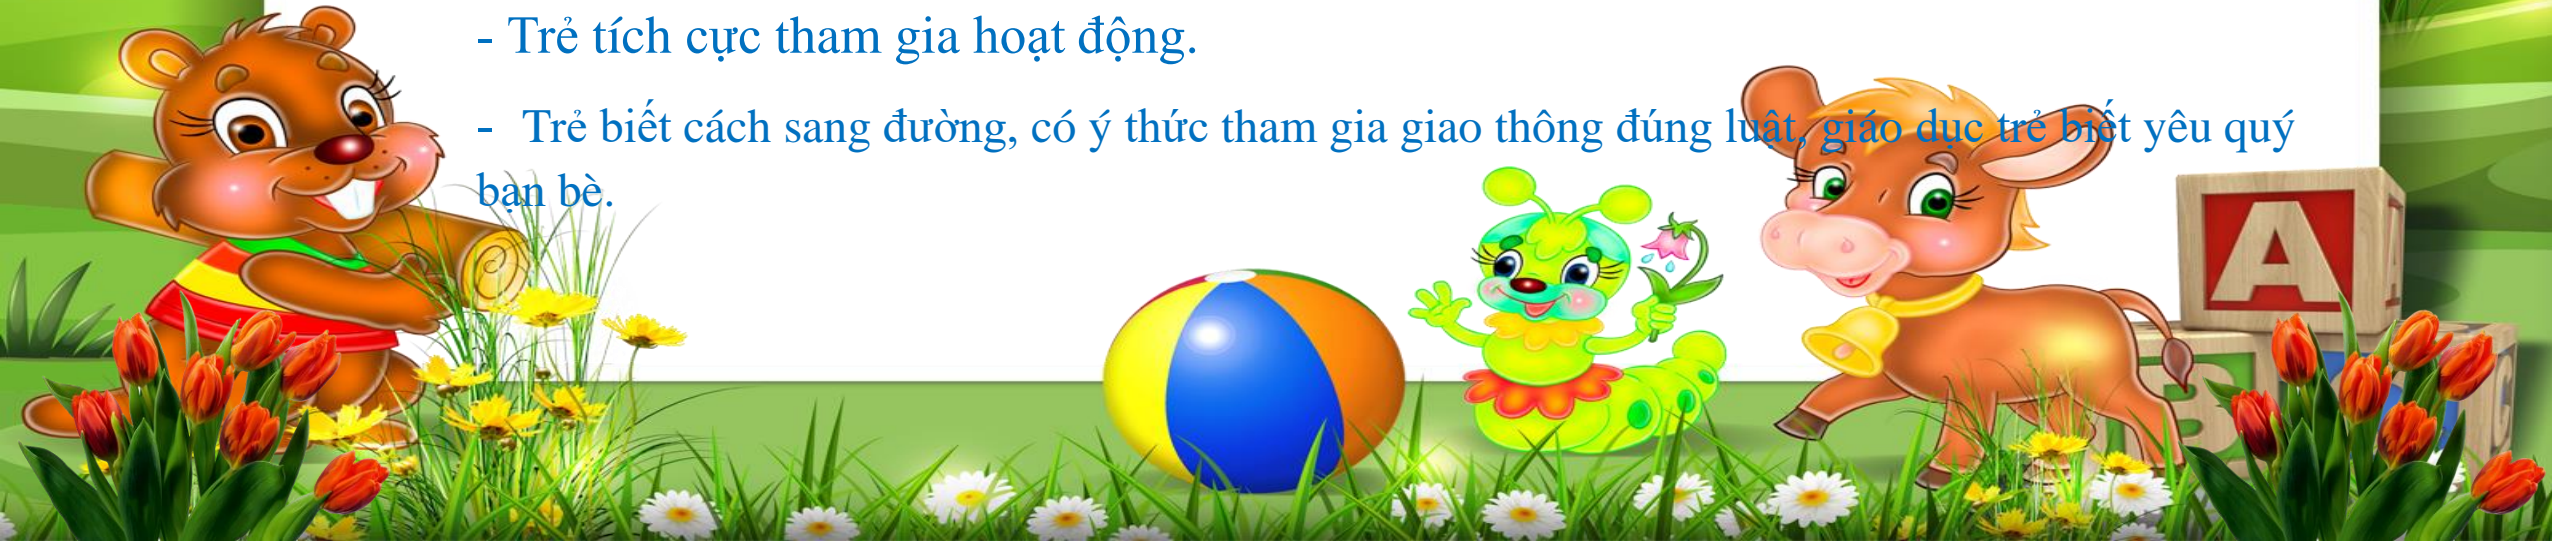 - Trẻ tích cực tham gia hoạt động.
- Trẻ biết cách sang đường, có ý thức tham gia giao thông đúng luật, giáo dục trẻ biết yêu quý
bạn bè.
A
B